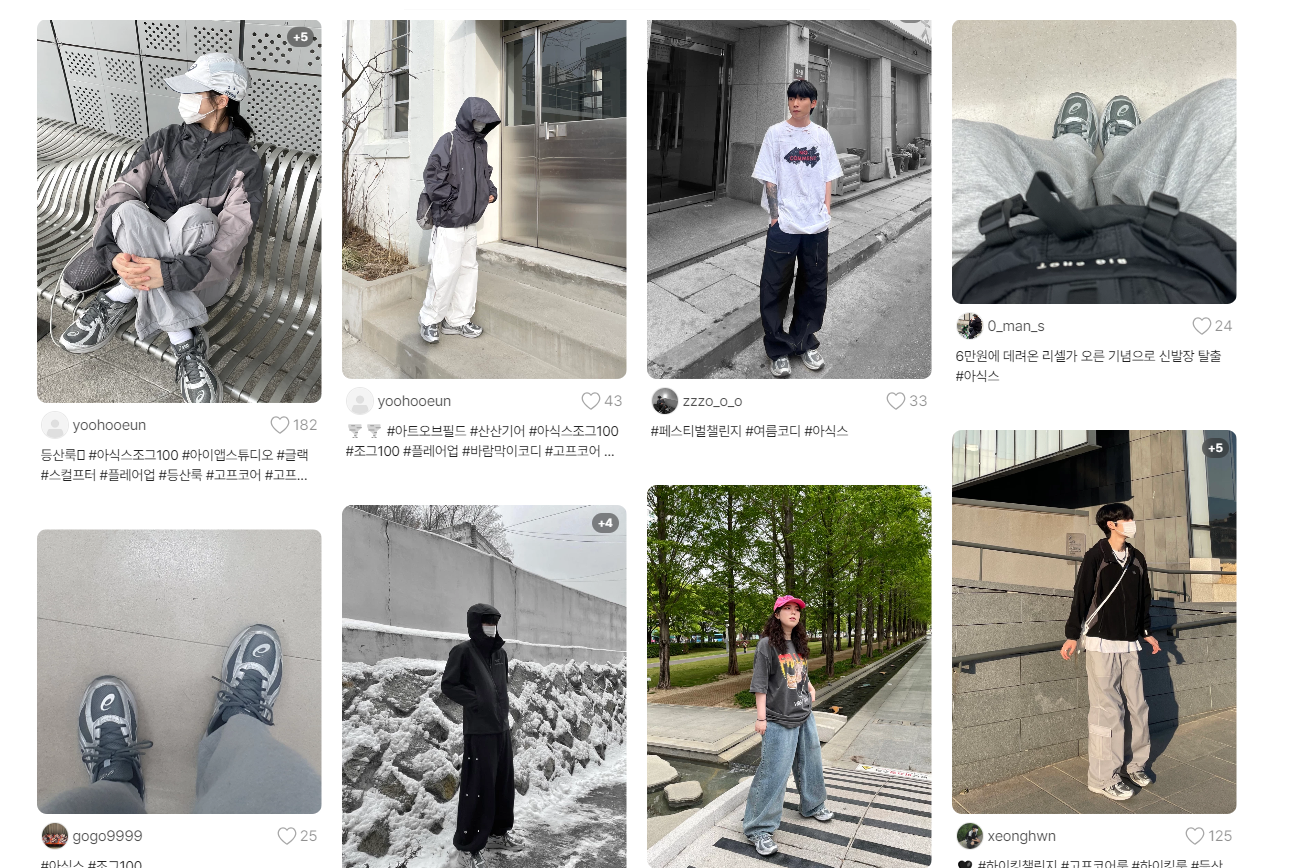 +5
yoohooeun
182
등산룩 #아식스조그100 #아이앱스튜디오 #글랙
#스컬프터 #플레어업 #등산룩 #고프코어 #고프...
gogo9999
25
#아식스 #조그100
yoohooeun
43
#아트오브필드 #산산기어 #아식스조그100
#조그100 #플레어업 #바람막이코디 #고프코어 ...
+4
zzzo_o_o
33
#페스티벌챌린지 #여름코디 #아식스
BIG SHOT
0_man_s
24
6만원에 데려온 리셀가 오른 기념으로 신발장 탈출
#아식스
+5
xeonghwn
125
#하이킹챌린지 #고프코어룩 #하이킹룩 #등산